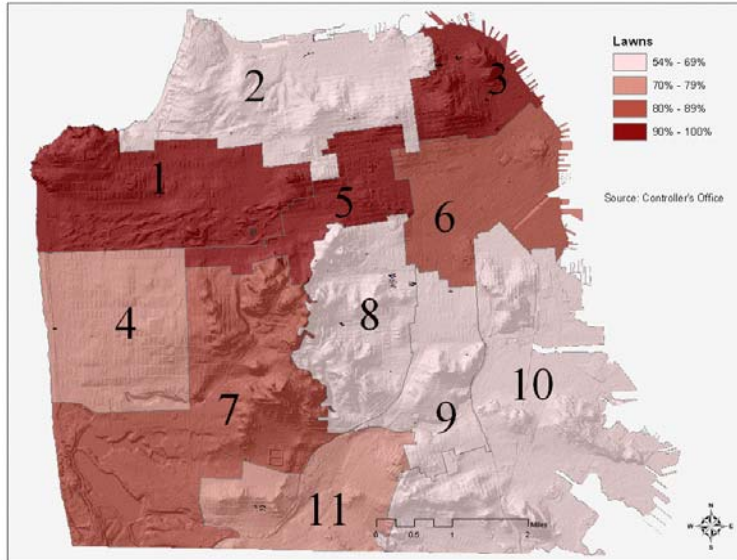 Lawns
54% - 69%
70% - 79%
80% - 89%
90% - 100%
Source: Controller's Office
2
3
1
5
6
4
8
7
9
10
11
0 0.5 1 2
Miles
N
W E
S